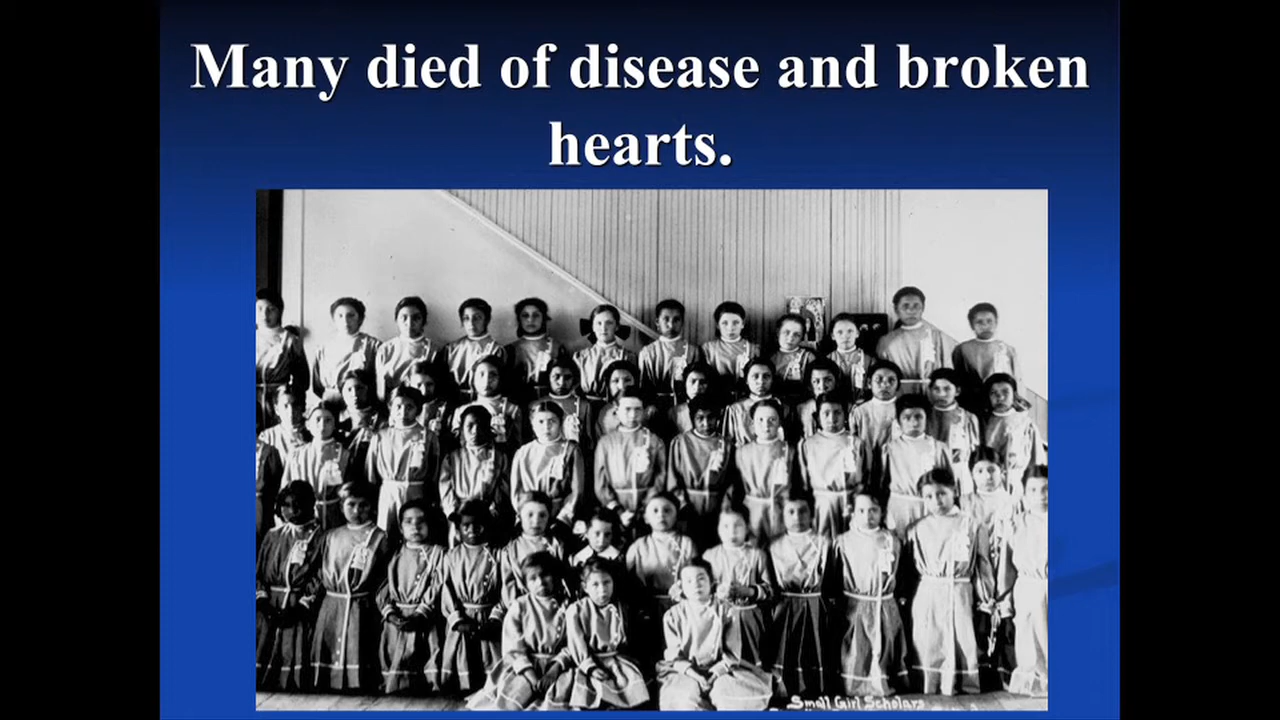 Many died of disease and broken
hearts.
Small Girl Scholars